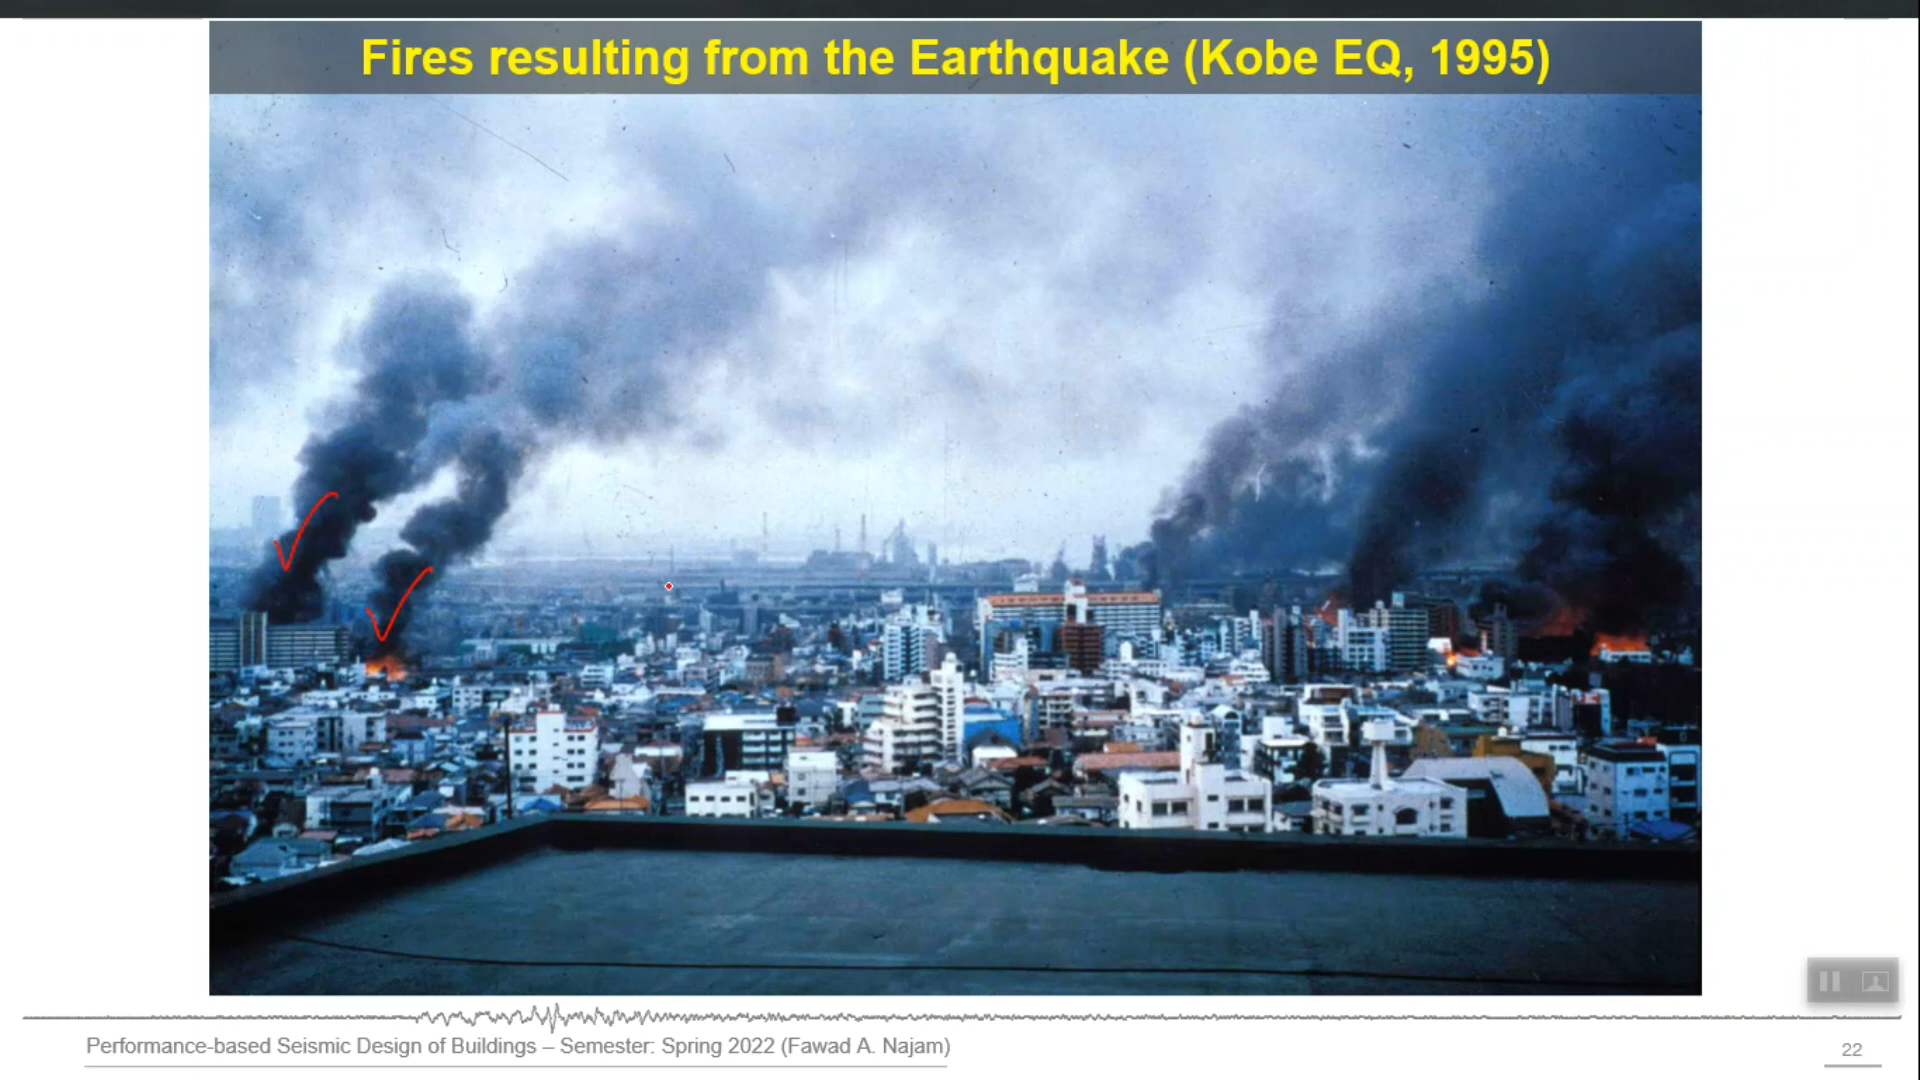 Fires resulting from the Earthquake (Kobe EQ, 1995)
Performance-based Seismic Design of Buildings – Semester: Spring 2022 (Fawad A. Najam)
22